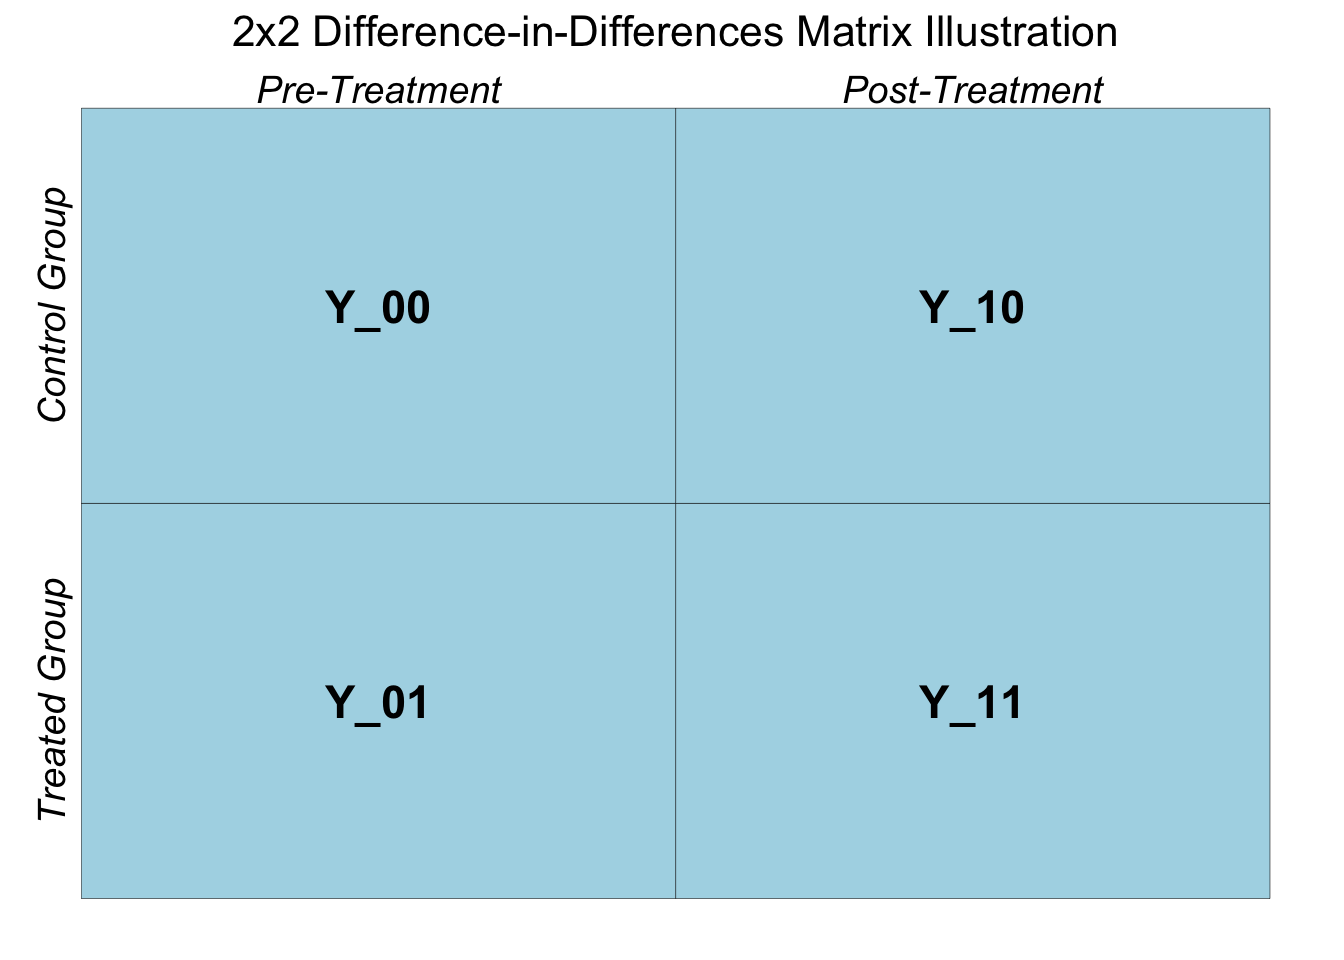 2x2 Difference-in-Differences Matrix Illustration
Pre-Treatment
Post-Treatment
Control Group
Y_00
Y_10
Treated Group
Y_01
Y_11